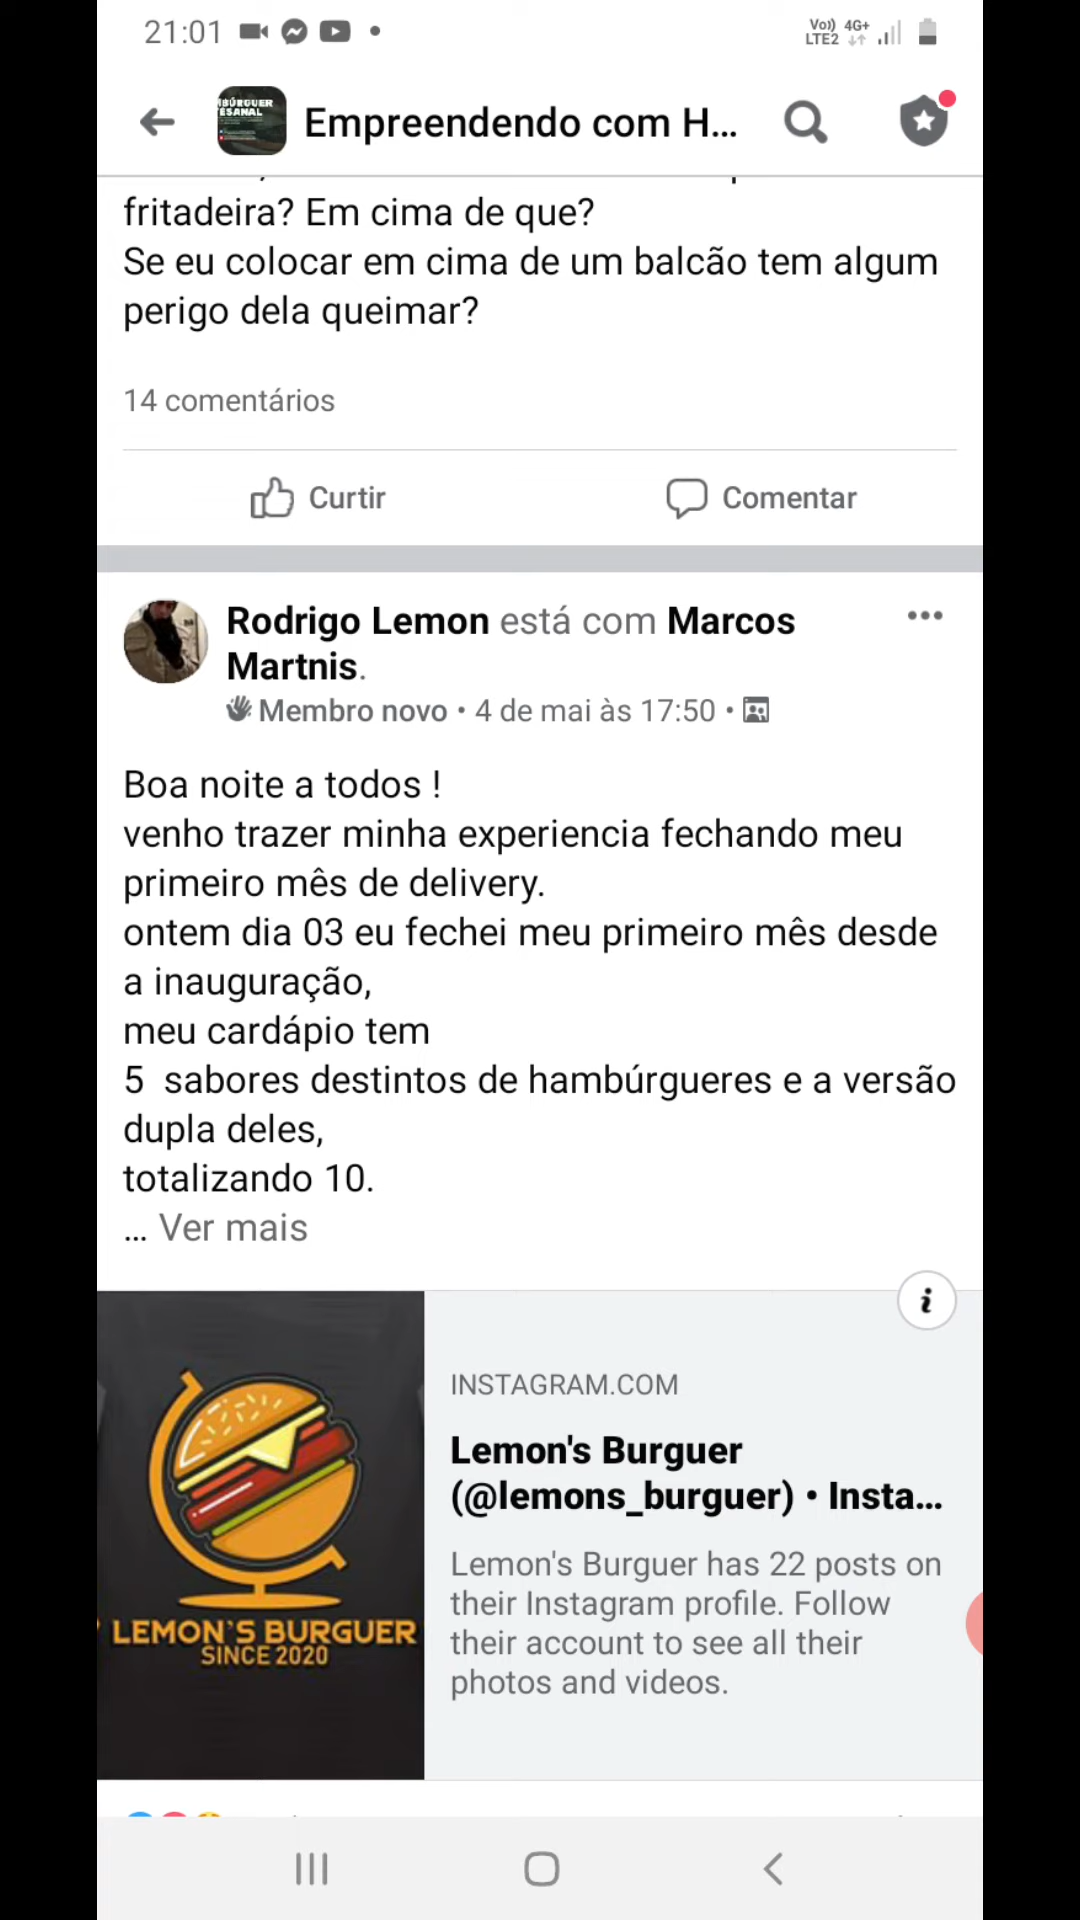 21:01
Vo)) 4G+
LTE2
BÚRGUER
ESANAL
Empreendendo com H...
fritadeira? Em cima de que?
Se eu colocar em cima de um balcão tem algum
perigo dela queimar?
14 comentários
Curtir
Comentar
Rodrigo Lemon está com Marcos
Martnis.
Membro novo • 4 de mai às 17:50 •
Boa noite a todos !
venho trazer minha experiencia fechando meu
primeiro mês de delivery.
ontem dia 03 eu fechei meu primeiro mês desde
a inauguração,
meu cardápio tem
5  sabores destintos de hambúrgueres e a versão
dupla deles,
totalizando 10.
... Ver mais
i
INSTAGRAM.COM
Lemon's Burguer
(@lemons_burguer) • Insta...
Lemon's Burguer has 22 posts on
their Instagram profile. Follow
their account to see all their
photos and videos.
LEMON'S BURGUER
SINCE 2020